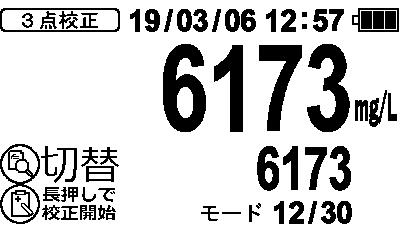 3点校正 19/03/06 12:57
6173 mg/L
切替 6173
長押しで
校正開始 モード 12/30